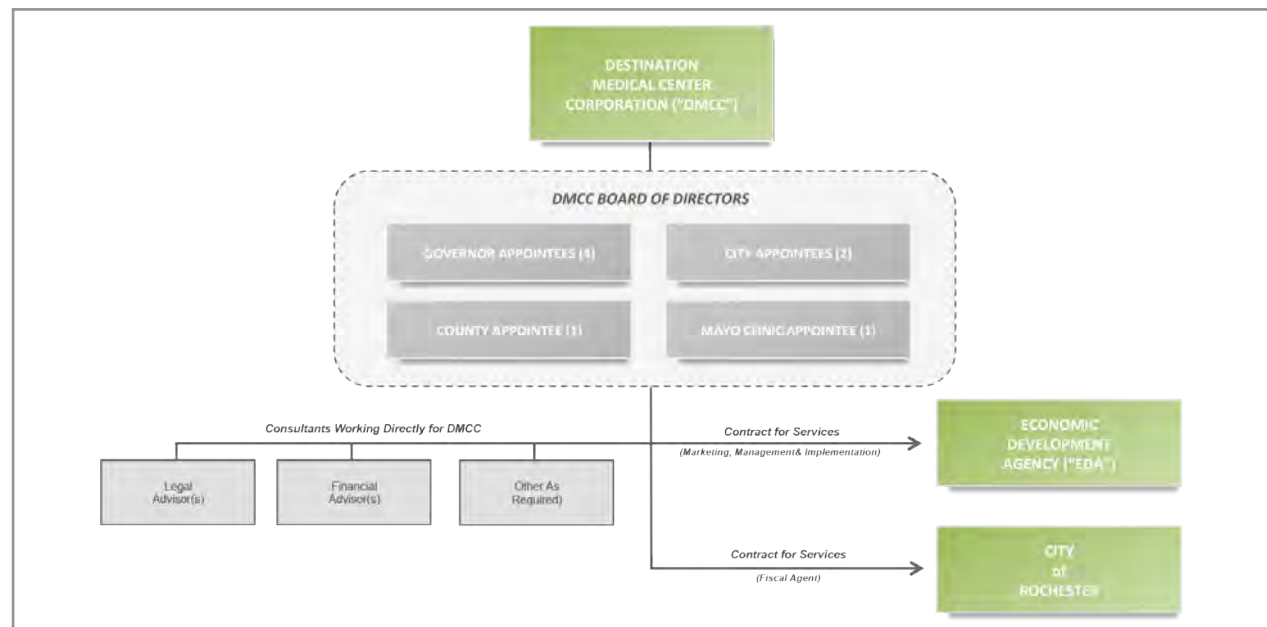 DESTINATION
MEDICAL CENTER
CORPORATION ("DMCC")
DMCC BOARD OF DIRECTORS
GOVERNOR APPOINTEES (4)
CITY APPOINTEES (2)
COUNTY APPOINTEE (1)
MAYO CLINIC APPOINTEE (1)
Consultants Working Directly for DMCC
Legal
Advisor(s)
Financial
Advisor(s)
Other As
Required)
Contract for Services
(Marketing, Management& Implementation)
ECONOMIC
DEVELOPMENT
AGENCY ("EDA")
Contract for Services
(Fiscal Agent)
CITY
of
ROCHESTER